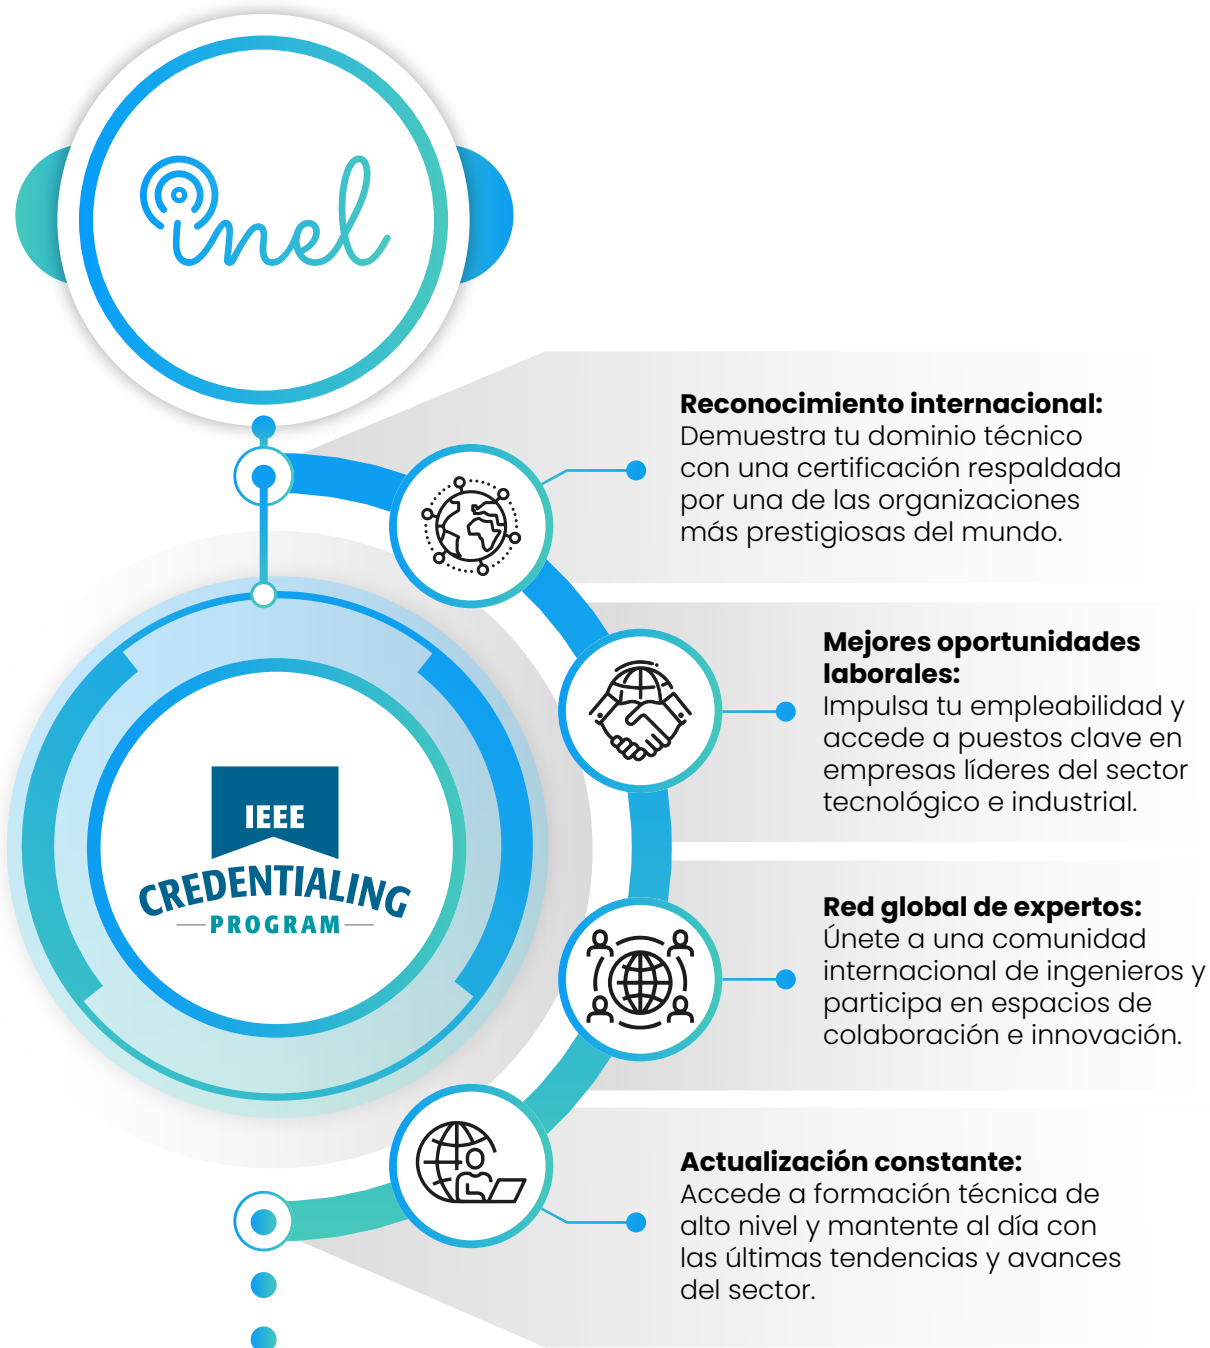 inel
Reconocimiento internacional:
Demuestra tu dominio técnico
con una certificación respaldada
por una de las organizaciones
más prestigiosas del mundo.
Mejores oportunidades
laborales:
Impulsa tu empleabilidad y
accede a puestos clave en
empresas líderes del sector
tecnológico e industrial.
IEEE
CREDENTIALING
PROGRAM
Red global de expertos:
Únete a una comunidad
internacional de ingenieros y
participa en espacios de
colaboración e innovación.
Actualización constante:
Accede a formación técnica de
alto nivel y mantente al día con
las últimas tendencias y avances
del sector.